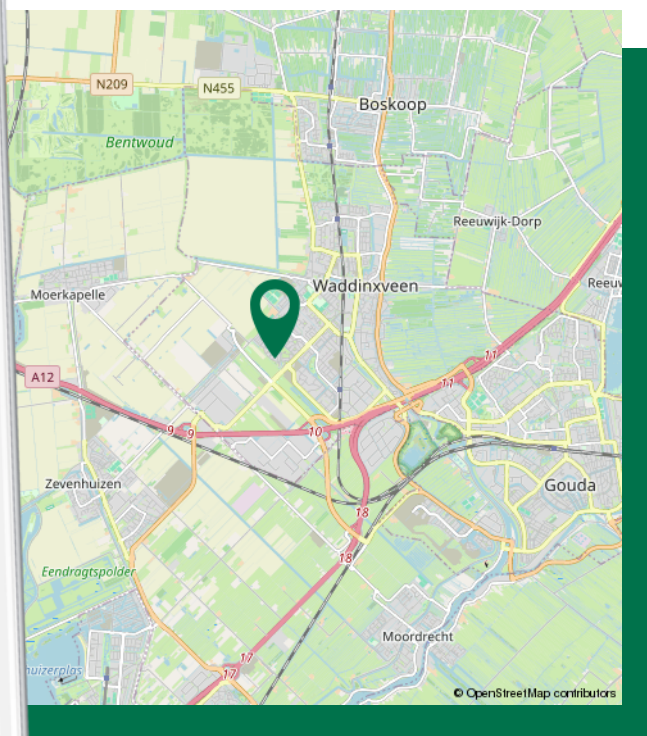 N209
N455
Boskoop
Bentwoud
Reeuwijk-Dorp
Waddinxveen
Moerkapelle
11
A12
11
9
9
10
Zevenhuizen
Gouda
18
18
Eendragtspolder
Moordrecht
17
17
© OpenStreetMap contributors